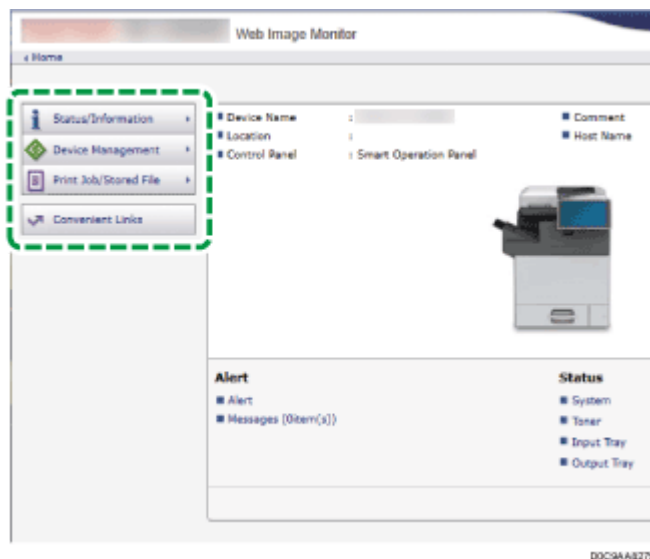 Web Image Monitor
Home
Status/Information
Device Management
Print Job/Stored File
Convenient Links
Device Name :
Location :
Control Panel : Smart Operation Panel
Comment
Host Name
Alert
Alert
Messages (0item(s))
Status
System
Toner
Input Tray
Output Tray